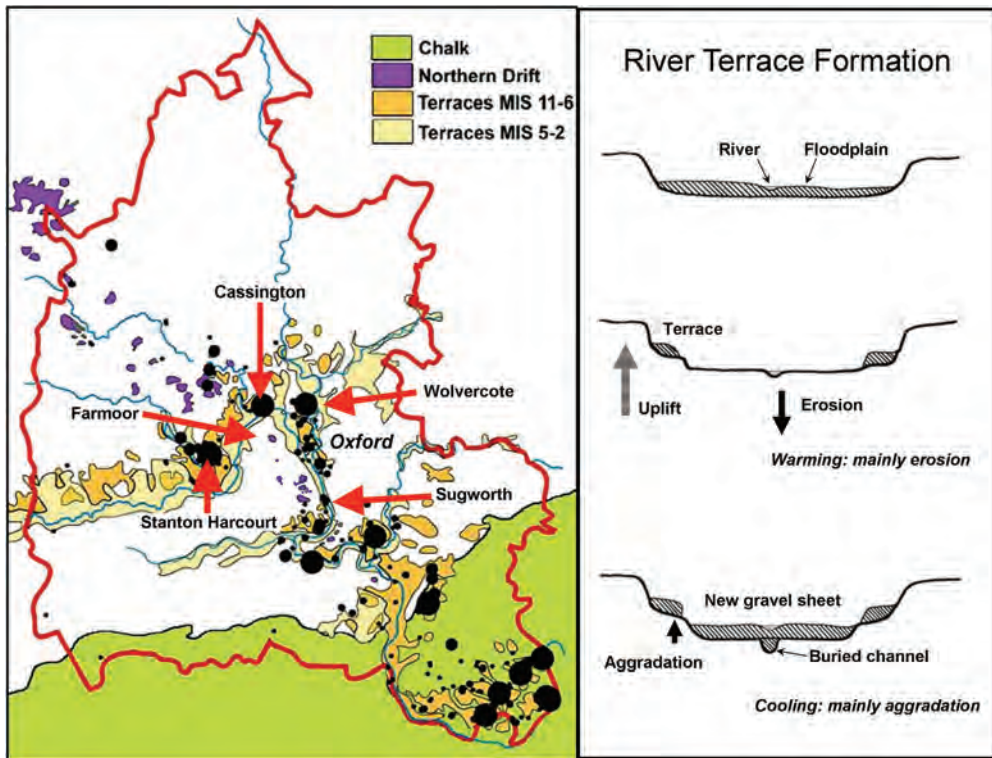 Chalk
Northern Drift
Terraces MIS 11-6
Terraces MIS 5-2
Cassington
Farmoor
Wolvercote
Oxford
Sugworth
Stanton Harcourt
River Terrace Formation
River
Floodplain
Terrace
Uplift
Erosion
Warming: mainly erosion
New gravel sheet
Aggradation
Buried channel
Cooling: mainly aggradation